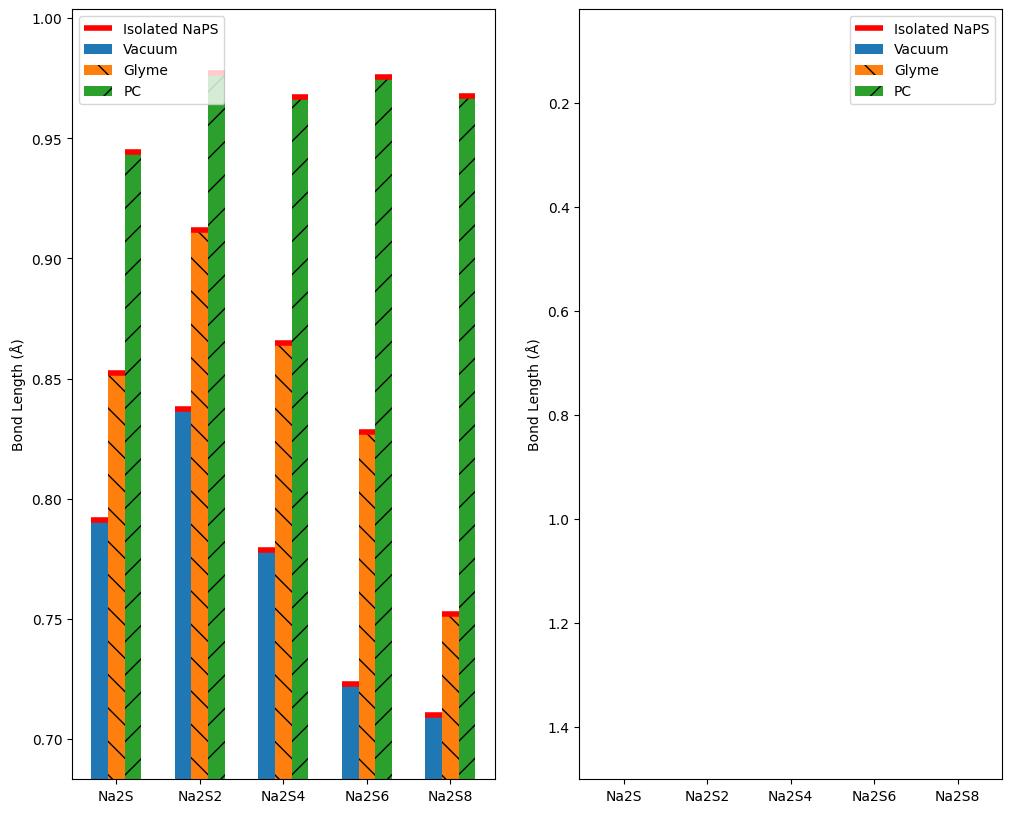 1.00
0.95
0.90
0.85
0.80
0.75
0.70
Bond Length (Å)
Isolated NaPS
Vacuum
Glyme
PC
Na2S
Na2S2
Na2S4
Na2S6
Na2S8
0.2
0.4
0.6
0.8
1.0
1.2
1.4
Bond Length (Å)
Isolated NaPS
Vacuum
Glyme
PC
Na2S
Na2S2
Na2S4
Na2S6
Na2S8